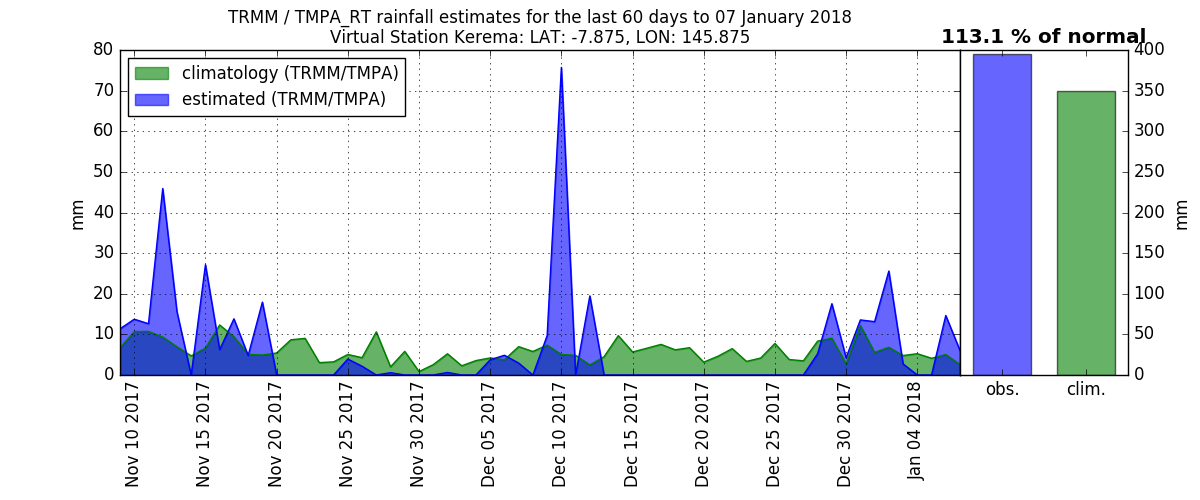 TRMM / TMPA_RT rainfall estimates for the last 60 days to 07 January 2018
Virtual Station Kerema: LAT: -7.875, LON: 145.875
113.1 % of normal
climatology (TRMM/TMPA)
estimated (TRMM/TMPA)
mm
80
70
60
50
40
30
20
10
0
Nov 10 2017
Nov 15 2017
Nov 20 2017
Nov 25 2017
Nov 30 2017
Dec 05 2017
Dec 10 2017
Dec 15 2017
Dec 20 2017
Dec 25 2017
Dec 30 2017
Jan 04 2018
obs.
clim.
400
350
300
250
200
150
100
50
0
mm